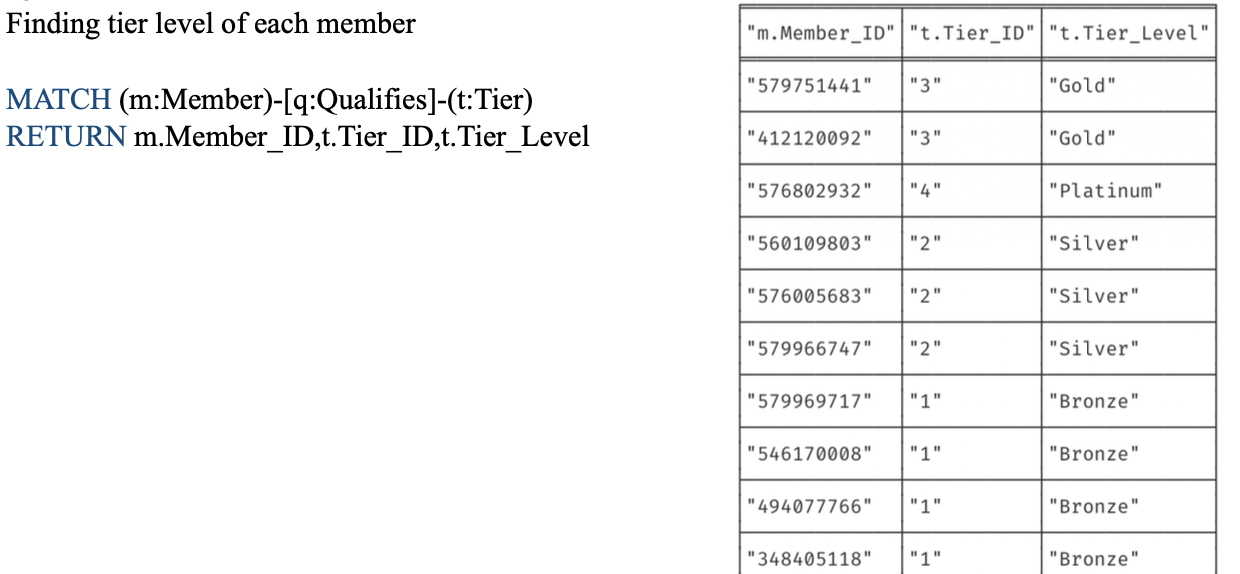 Finding tier level of each member
MATCH (m:Member)-[q:Qualifies]-(t:Tier)
RETURN m.Member_ID,t.Tier_ID,t.Tier_Level
"m.Member_ID" "t.Tier_ID" "t.Tier_Level"
"579751441" "3" "Gold"
"412120092" "3" "Gold"
"576802932" "4" "Platinum"
"560109803" "2" "Silver"
"576005683" "2" "Silver"
"579966747" "2" "Silver"
"579969717" "1" "Bronze"
"546170008" "1" "Bronze"
"494077766" "1" "Bronze"
"348405118" "1" "Bronze"